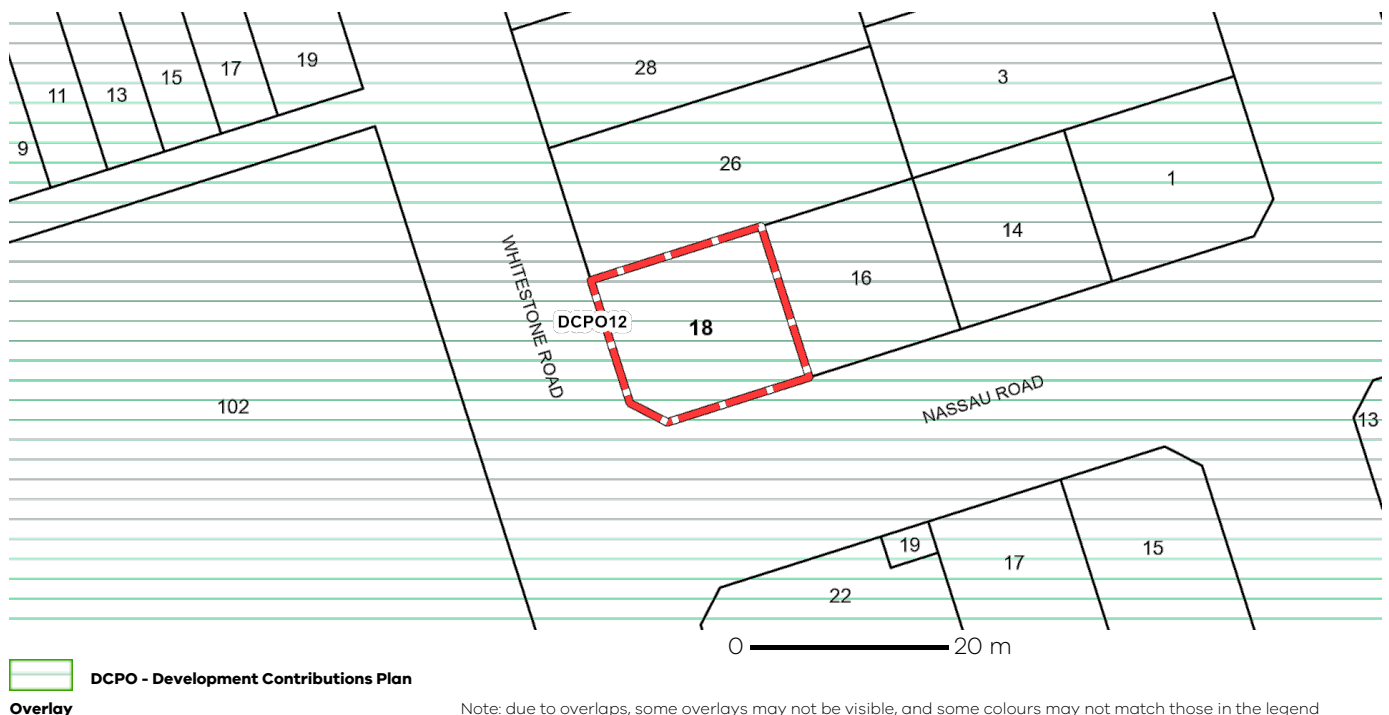 19
17
15
13
11
9
28
3
26
1
14
16
18
DCPO12
WHITESTONE ROAD
102
NASSAU ROAD
13
19
17
15
22
0 20 m
DCPO - Development Contributions Plan
Overlay
Note: due to overlaps, some overlays may not be visible, and some colours may not match those in the legend